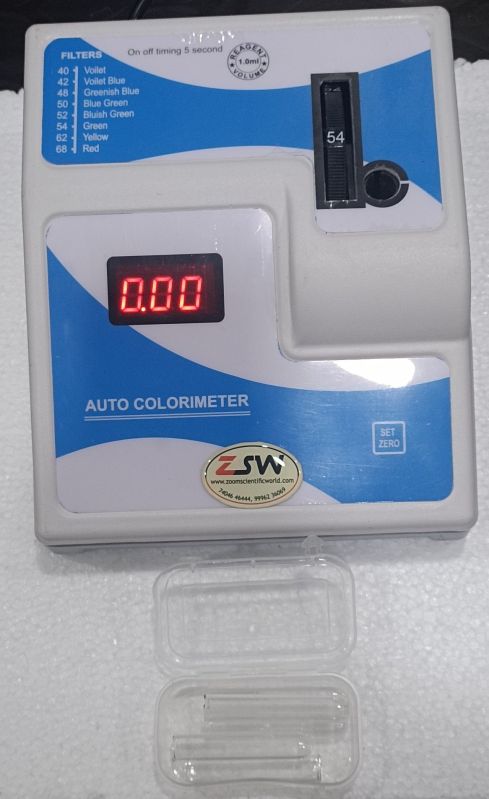 FILTERS
On off timing 5 second
REAGENT
1.0ml
VOLUME
40 Voilet
42 Voilet Blue
48 Greenish Blue
50 Blue Green
52 Bluish Green
54 Green
62 Yellow
68 Red
54
0.00
AUTO COLORIMETER
SET
ZERO
ZSW
www.zoomscientificworld.com
74046 46444, 99962 36069